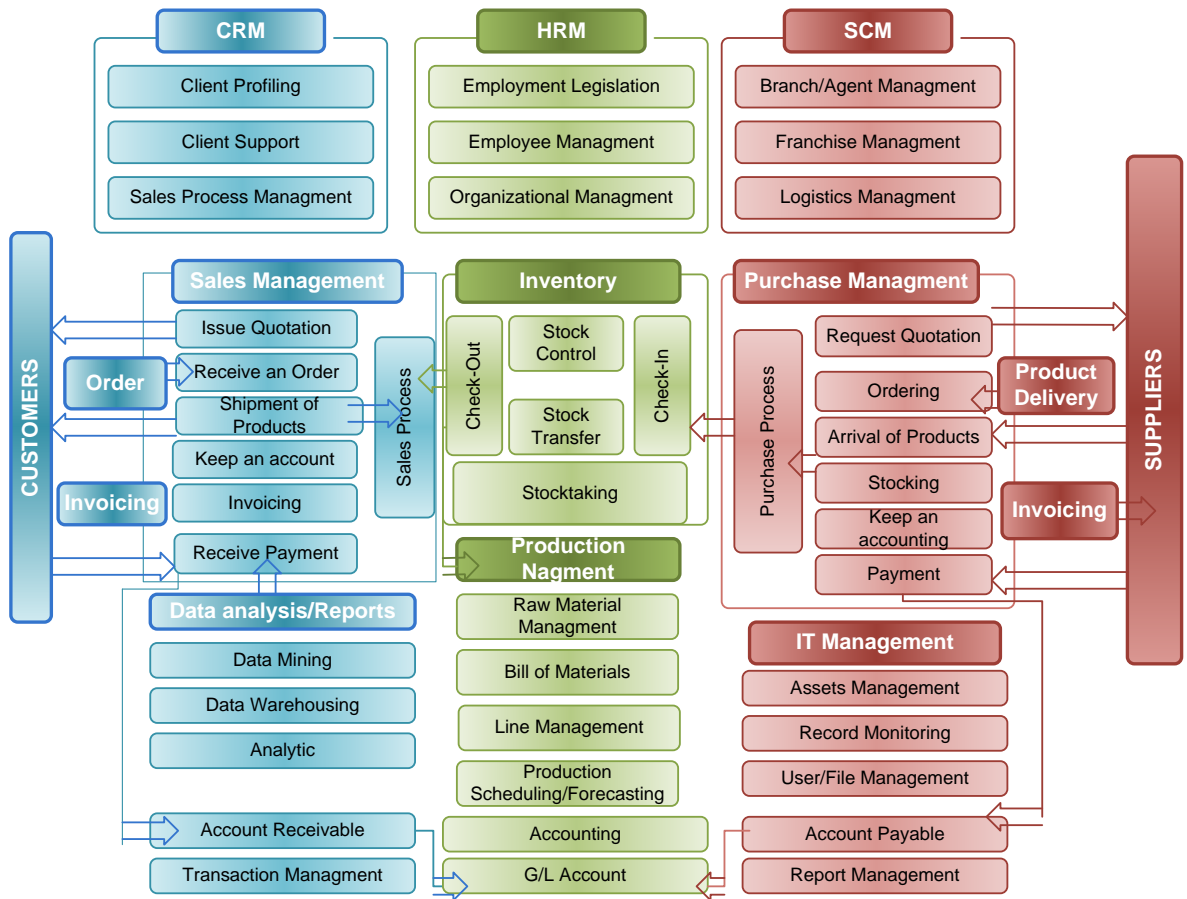 CRM
HRM
SCM
Client Profiling
Client Support
Sales Process Managment
Employment Legislation
Employee Managment
Organizational Managment
Branch/Agent Managment
Franchise Managment
Logistics Managment
CUSTOMERS
Sales Management
Issue Quotation
Order
Receive an Order
Shipment of
Products
Keep an account
Invoicing
Invoicing
Receive Payment
Sales Process
Inventory
Check-Out
Stock
Control
Stock
Transfer
Check-In
Stocktaking
Purchase Managment
Purchase Process
Request Quotation
Ordering
Product
Delivery
Arrival of Products
Stocking
Invoicing
Keep an
accounting
Payment
SUPPLIERS
Data analysis/Reports
Data Mining
Data Warehousing
Analytic
Account Receivable
Transaction Managment
Production
Nagment
Raw Material
Managment
Bill of Materials
Line Management
Production
Scheduling/Forecasting
Accounting
G/L Account
IT Management
Assets Management
Record Monitoring
User/File Management
Account Payable
Report Management